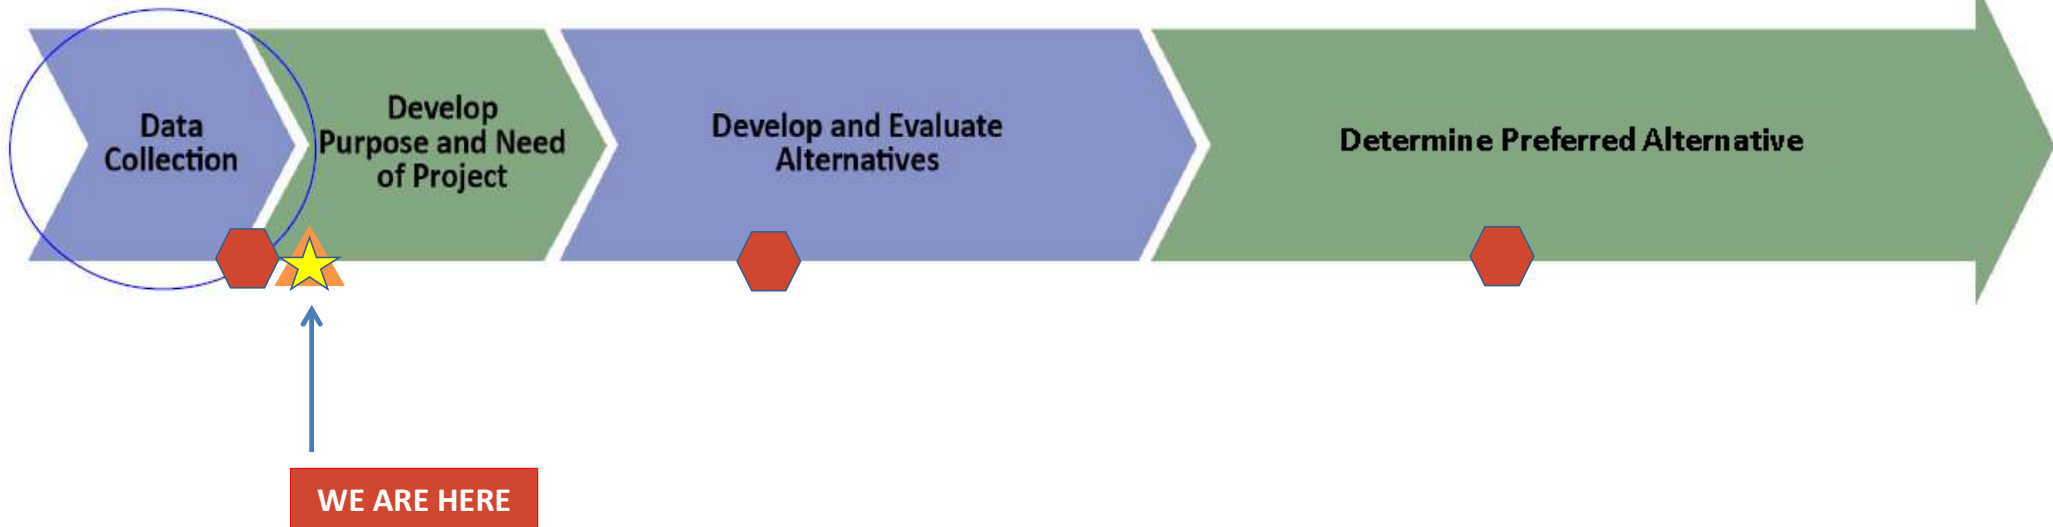 Data
Collection
Develop
Purpose and Need
of Project
Develop and Evaluate
Alternatives
Determine Preferred Alternative
WE ARE HERE